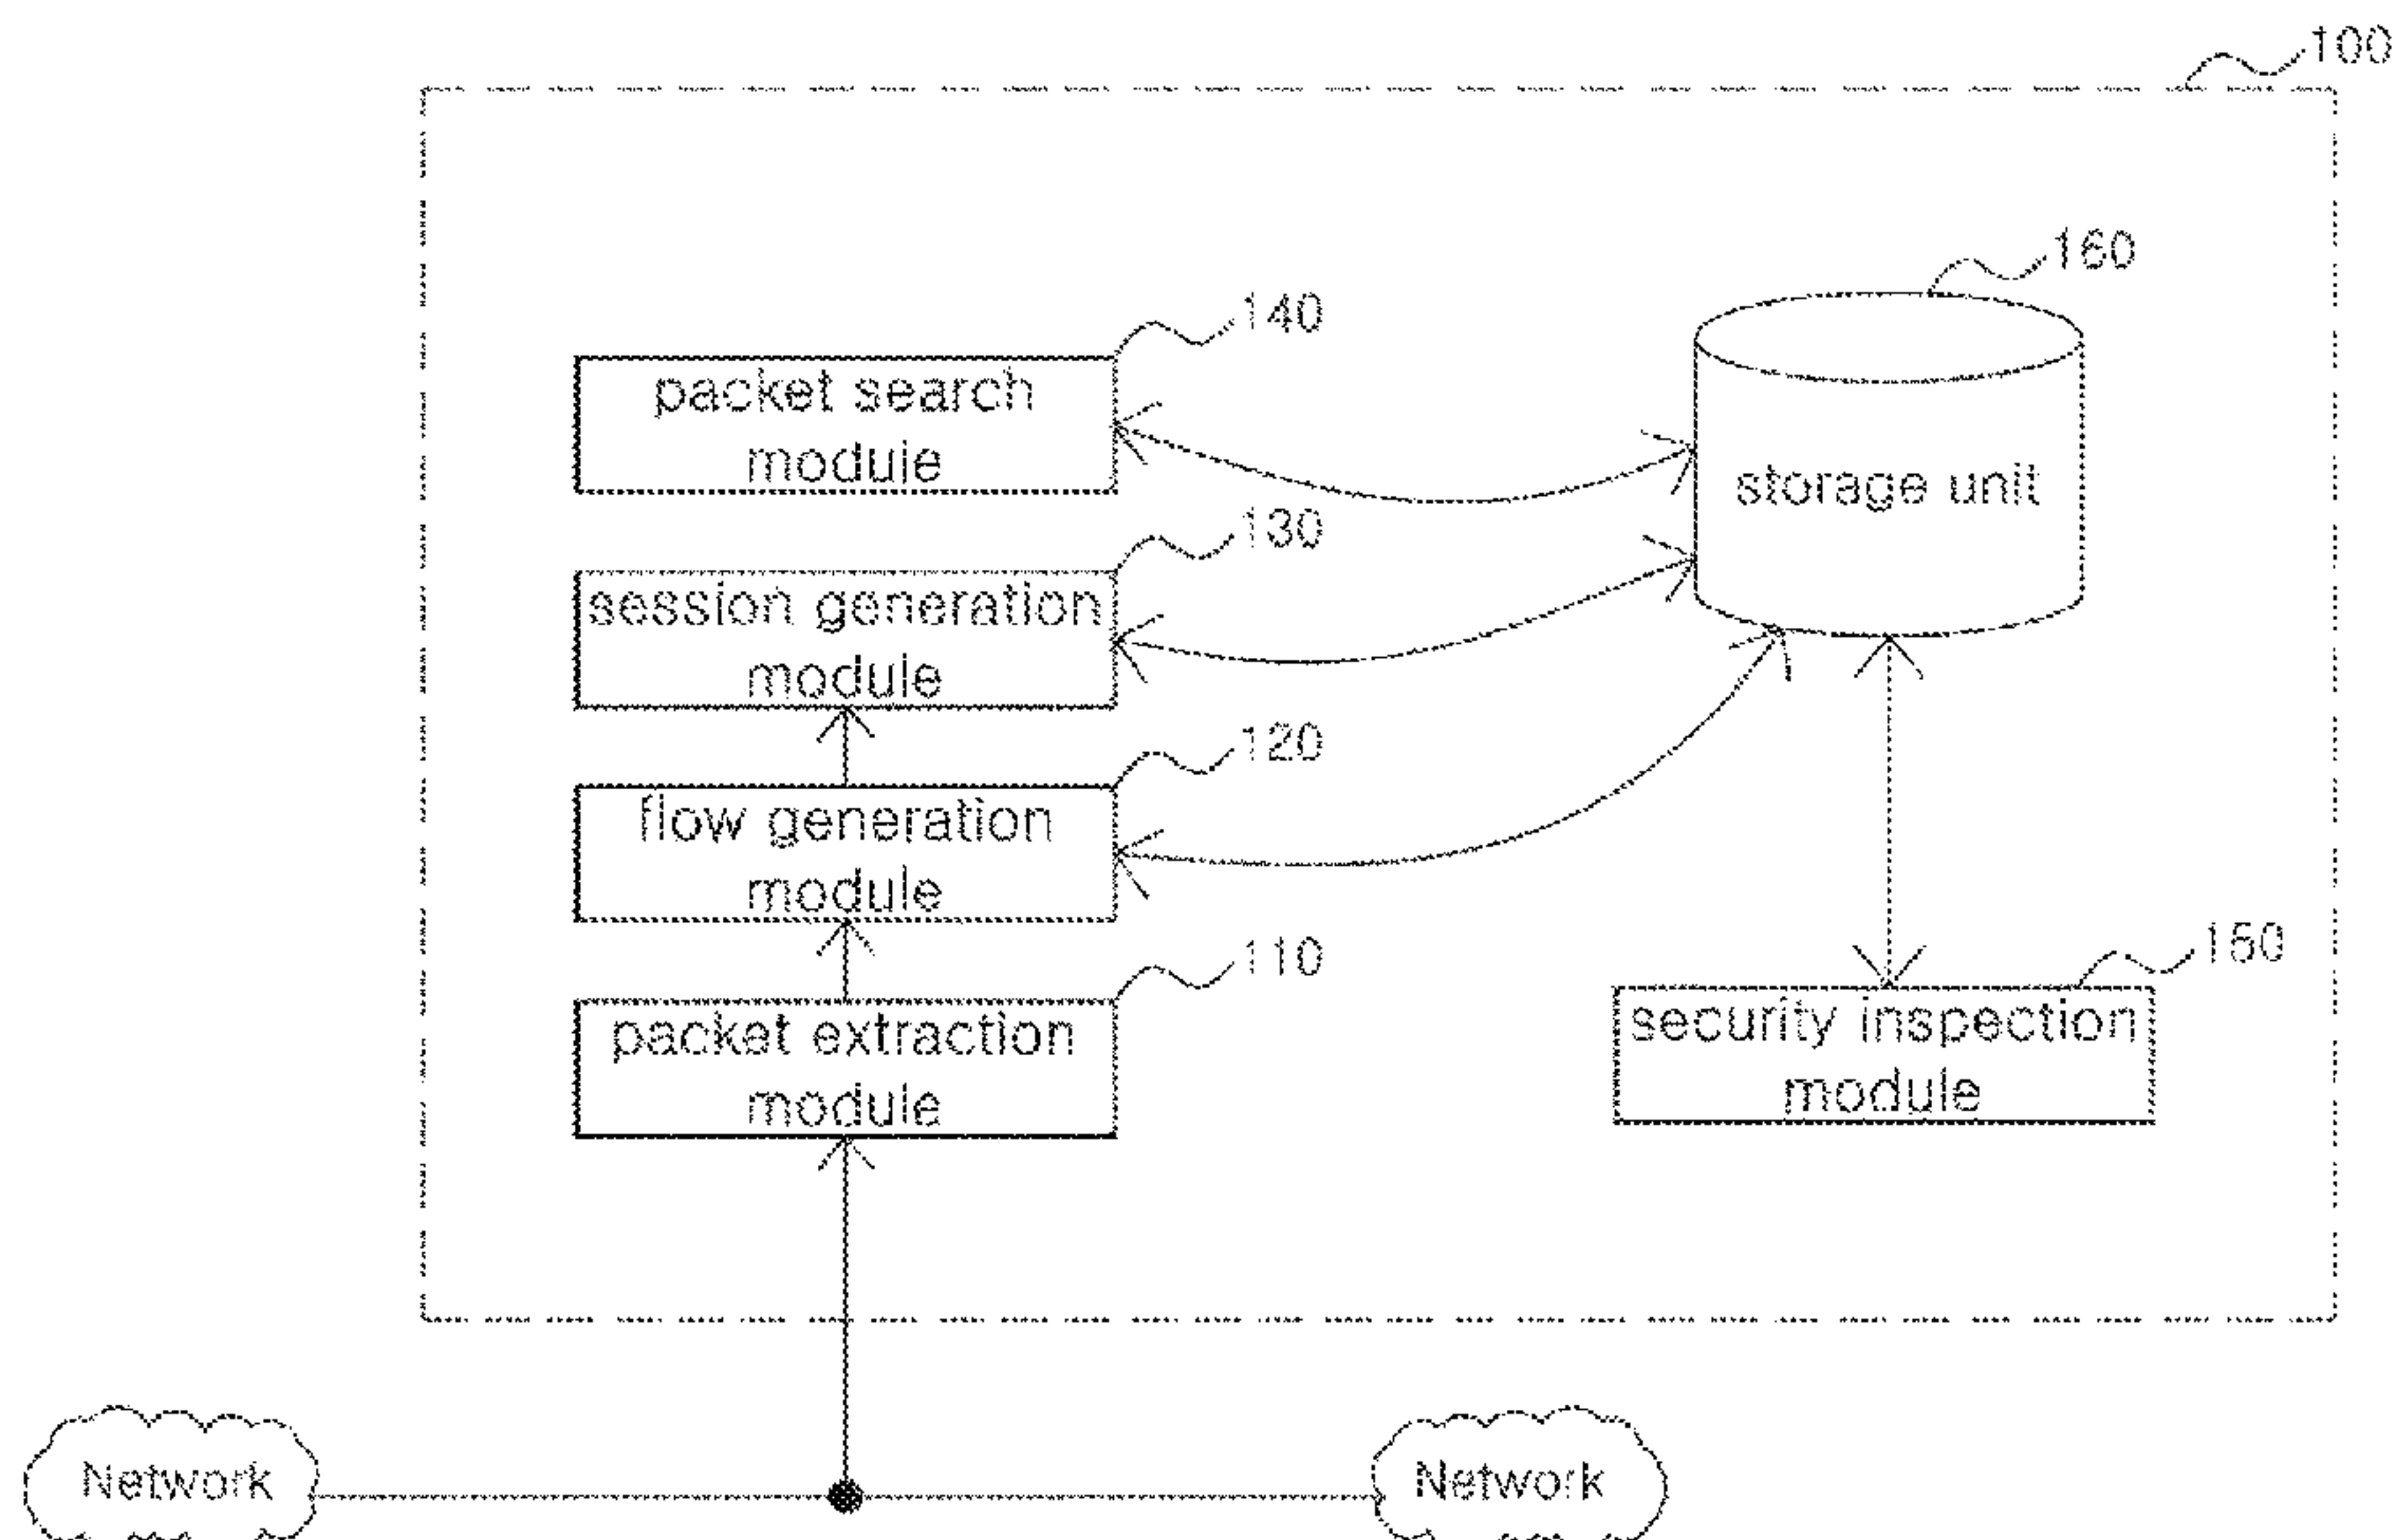 100
160
140
packet search
module
storage unit
130
session generation
module
120
flow generation
module
110
packet extraction
module
150
security inspection
module
Network
Network